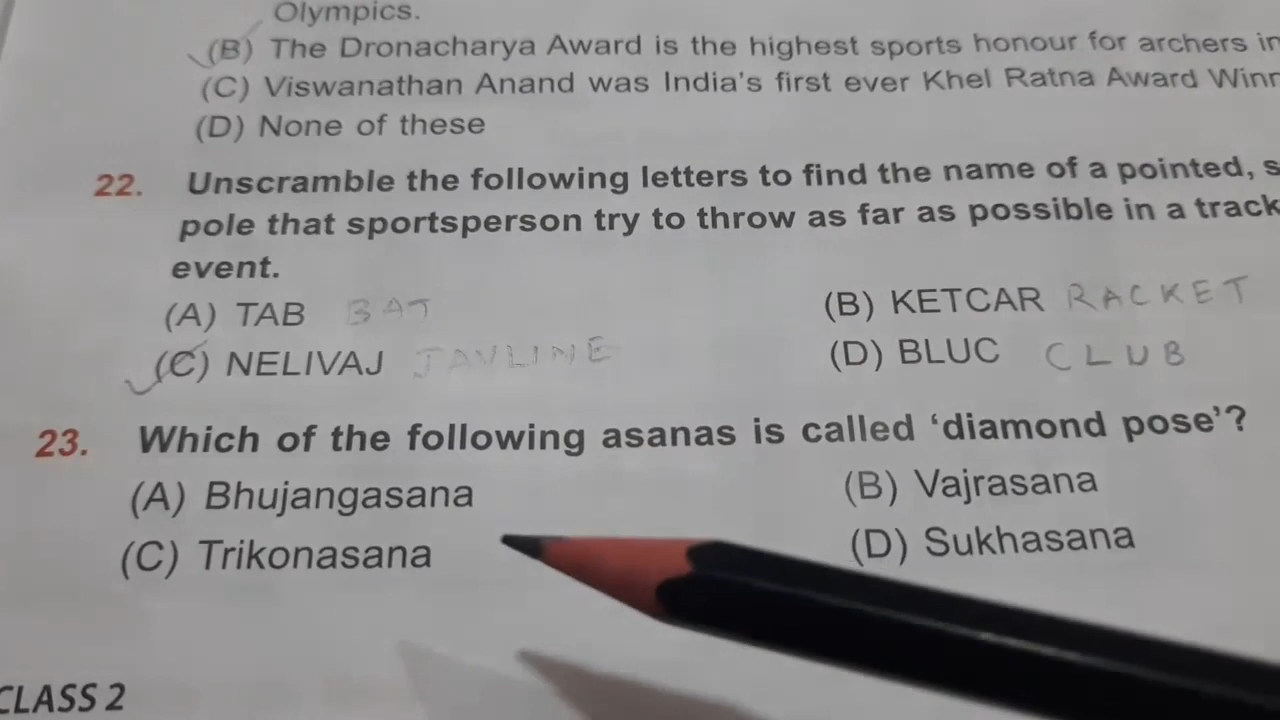 Olympics.
(B) The Dronacharya Award is the highest sports honour for archers in
(C) Viswanathan Anand was India's first ever Khel Ratna Award Winn
(D) None of these
22. Unscramble the following letters to find the name of a pointed, s
pole that sportsperson try to throw as far as possible in a track
event.
(A) TAB BAT (B) KETCAR RACKET
(C) NELIVAJ JAVLINE (D) BLUC CLUB
23. Which of the following asanas is called 'diamond pose'?
(A) Bhujangasana (B) Vajrasana
(C) Trikonasana (D) Sukhasana
CLASS 2